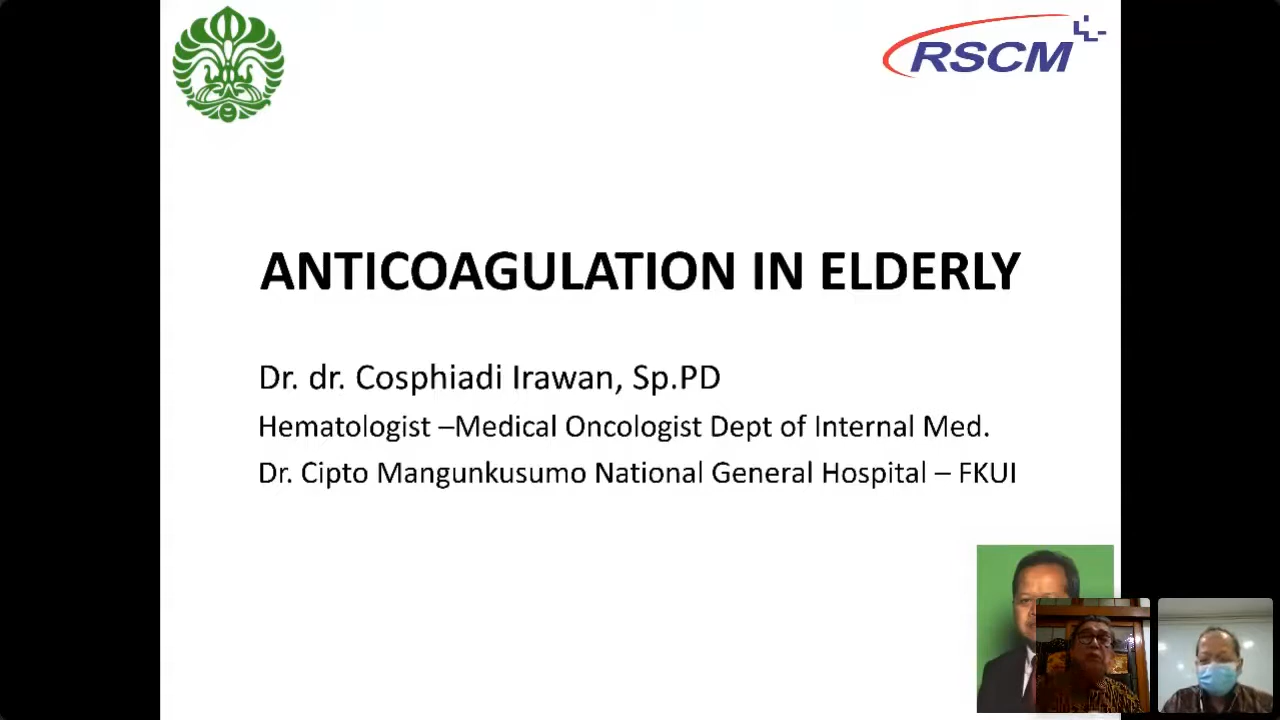 RSCM
ANTICOAGULATION IN ELDERLY
Dr. dr. Cosphiadi Irawan, Sp.PD
Hematologist –Medical Oncologist Dept of Internal Med.
Dr. Cipto Mangunkusumo National General Hospital – FKUI